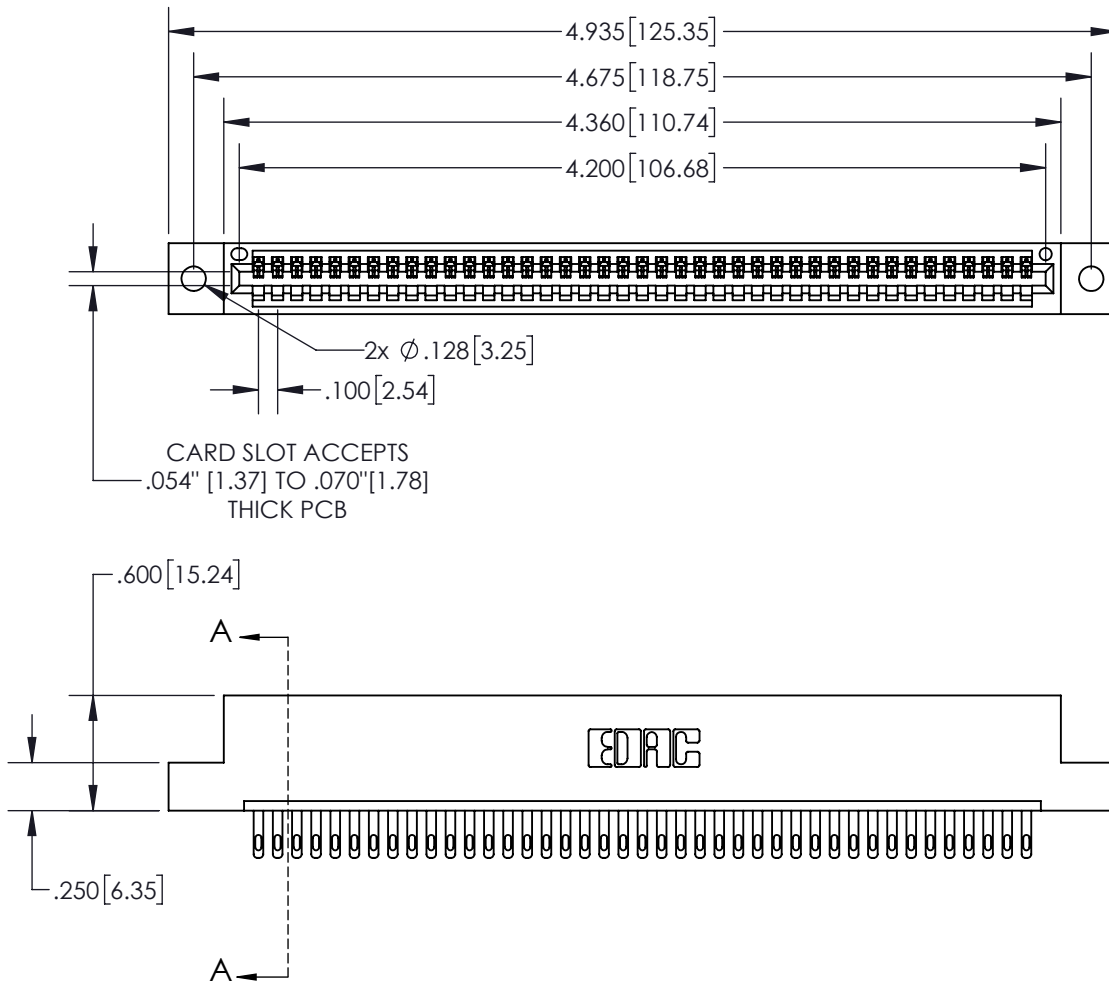 4.935[125.35]
4.675[118.75]
4.360[110.74]
4.200[106.68]
2x Ø.128[3.25]
.100[2.54]
CARD SLOT ACCEPTS
.054" [1.37] TO .070"[1.78]
THICK PCB
.600[15.24]
A
EDAC
.250[6.35]
A